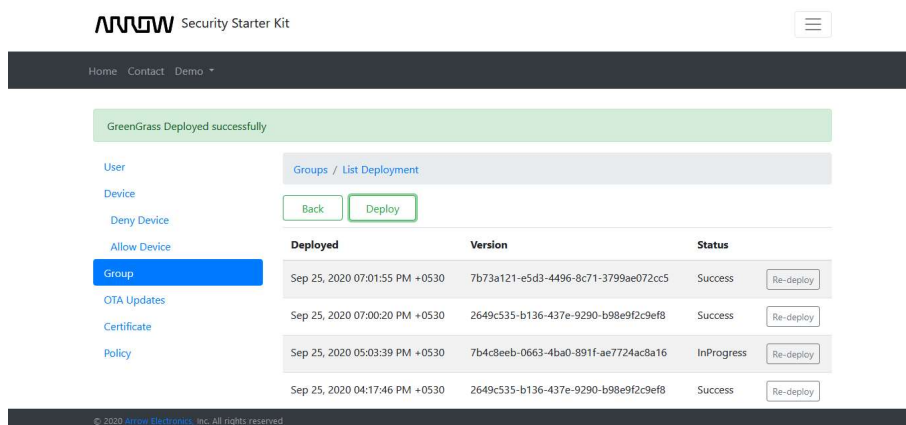 ARROW Security Starter Kit
Home Contact Demo
GreenGrass Deployed successfully
User
Device
Deny Device
Allow Device
Group
OTA Updates
Certificate
Policy
Groups / List Deployment
Back Deploy
Deployed Version Status
Sep 25, 2020 07:01:55 PM +0530 7b73a121-e5d3-4496-8c71-3799ae072cc5 Success Re-deploy
Sep 25, 2020 07:00:20 PM +0530 2649c535-b136-437e-9290-b98e9f2c9ef8 Success Re-deploy
Sep 25, 2020 05:03:39 PM +0530 7b4c8eeb-0663-4ba0-891f-ae7724ac8a16 InProgress Re-deploy
Sep 25, 2020 04:17:46 PM +0530 2649c535-b136-437e-9290-b98e9f2c9ef8 Success Re-deploy
© 2020 Arrow Electronics, Inc. All rights reserved